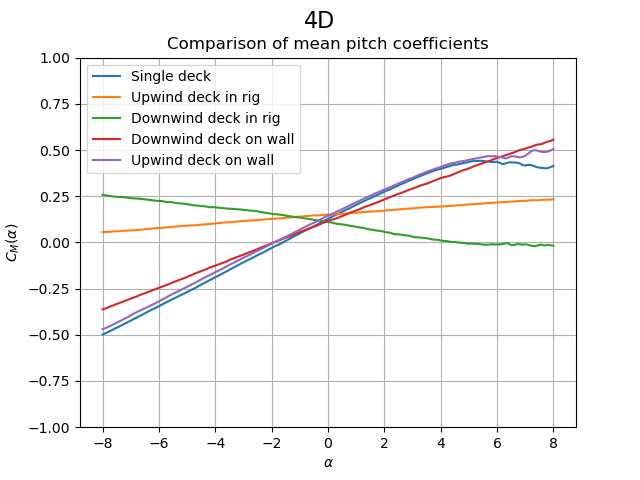 4D
Comparison of mean pitch coefficients
Single deck
Upwind deck in rig
Downwind deck in rig
Downwind deck on wall
Upwind deck on wall
1.00
0.75
0.50
0.25
0.00
−0.25
−0.50
−0.75
−1.00
C_M(α)
−8 −6 −4 −2 0 2 4 6 8
α